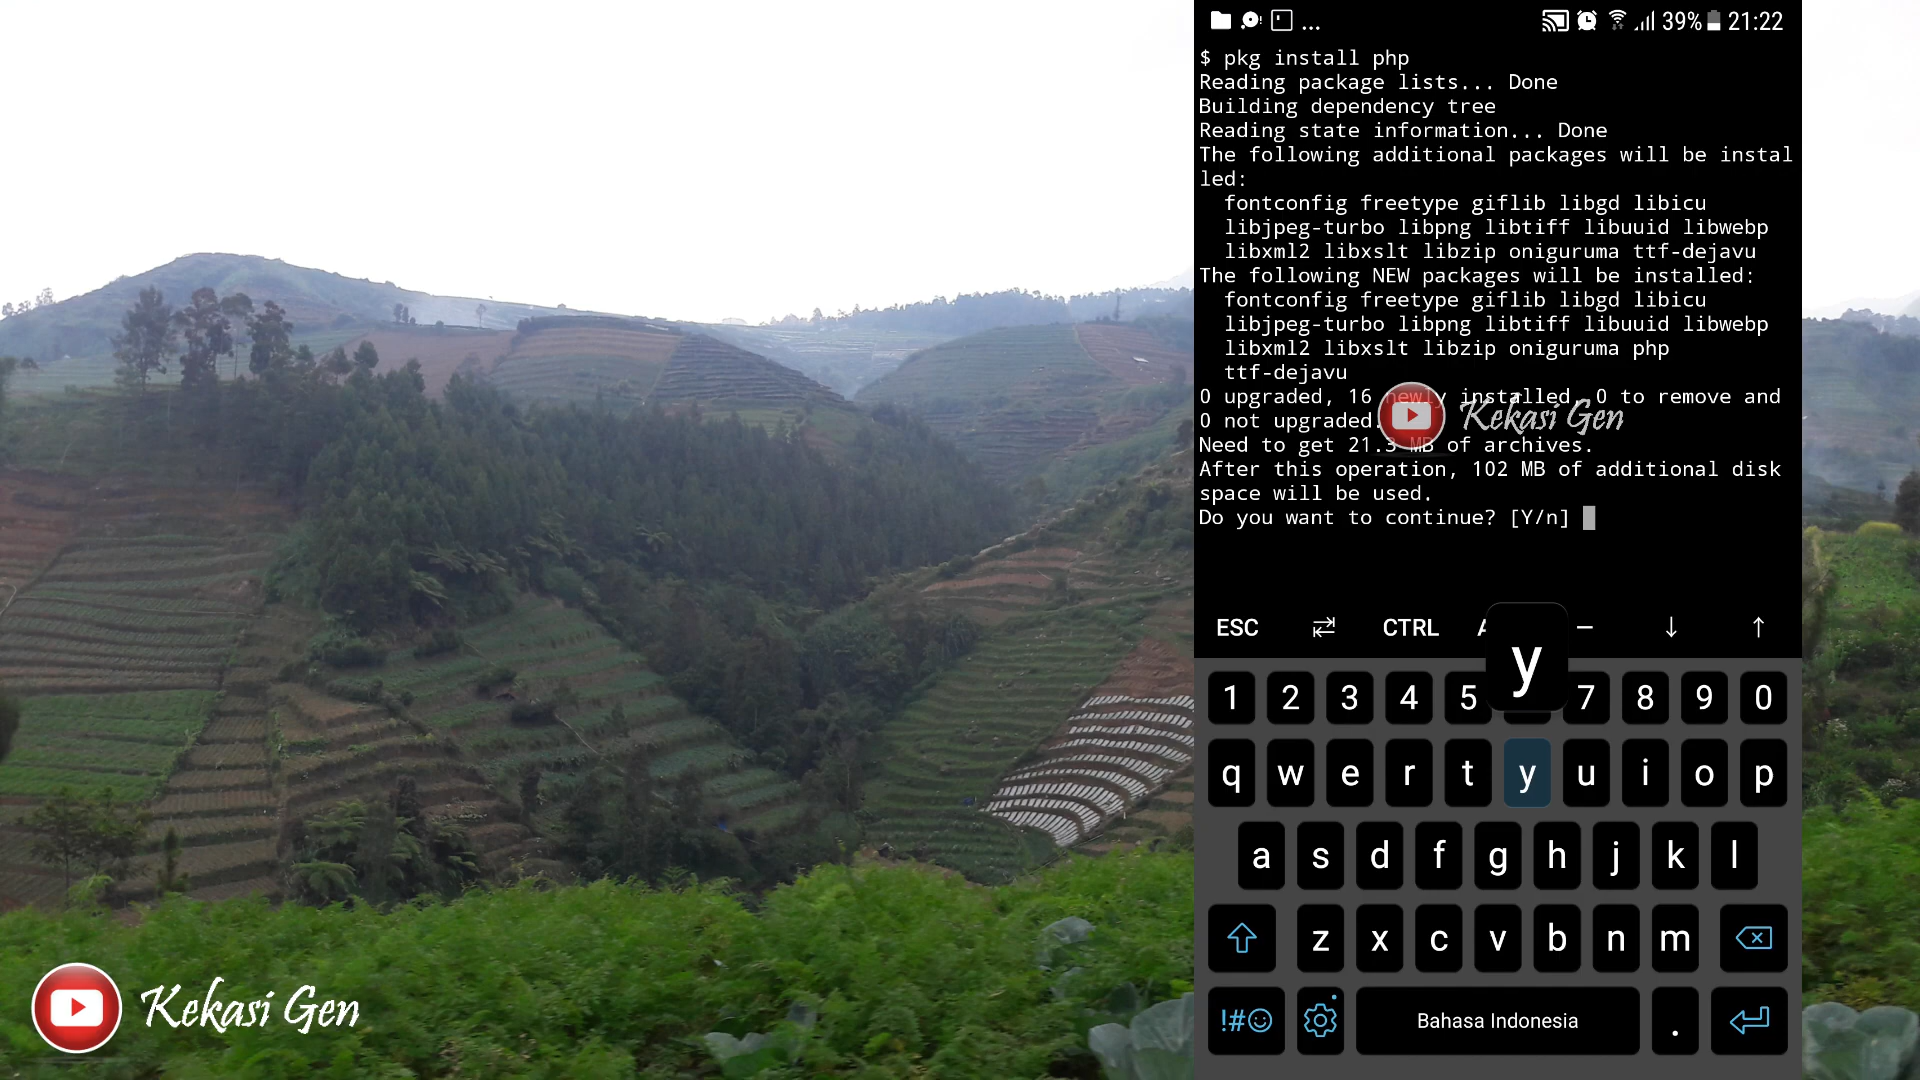 ... 39% 21:22
$ pkg install php
Reading package lists... Done
Building dependency tree
Reading state information... Done
The following additional packages will be instal
led:
fontconfig freetype giflib libgd libicu
libjpeg-turbo libpng libtiff libuuid libwebp
libxml2 libxslt libzip oniguruma ttf-dejavu
The following NEW packages will be installed:
fontconfig freetype giflib libgd libicu
libjpeg-turbo libpng libtiff libuuid libwebp
libxml2 libxslt libzip oniguruma php
ttf-dejavu
0 upgraded, 16 newly installed, 0 to remove and
0 not upgraded.
Kekasi Gen
Need to get 21.3 MB of archives.
After this operation, 102 MB of additional disk
space will be used.
Do you want to continue? [Y/n]
ESC ⇄ CTRL – ↓ ↑
y
1 2 3 4 5 7 8 9 0
q w e r t y u i o p
a s d f g h j k l
z x c v b n m
!#☺ Bahasa Indonesia .
Kekasi Gen